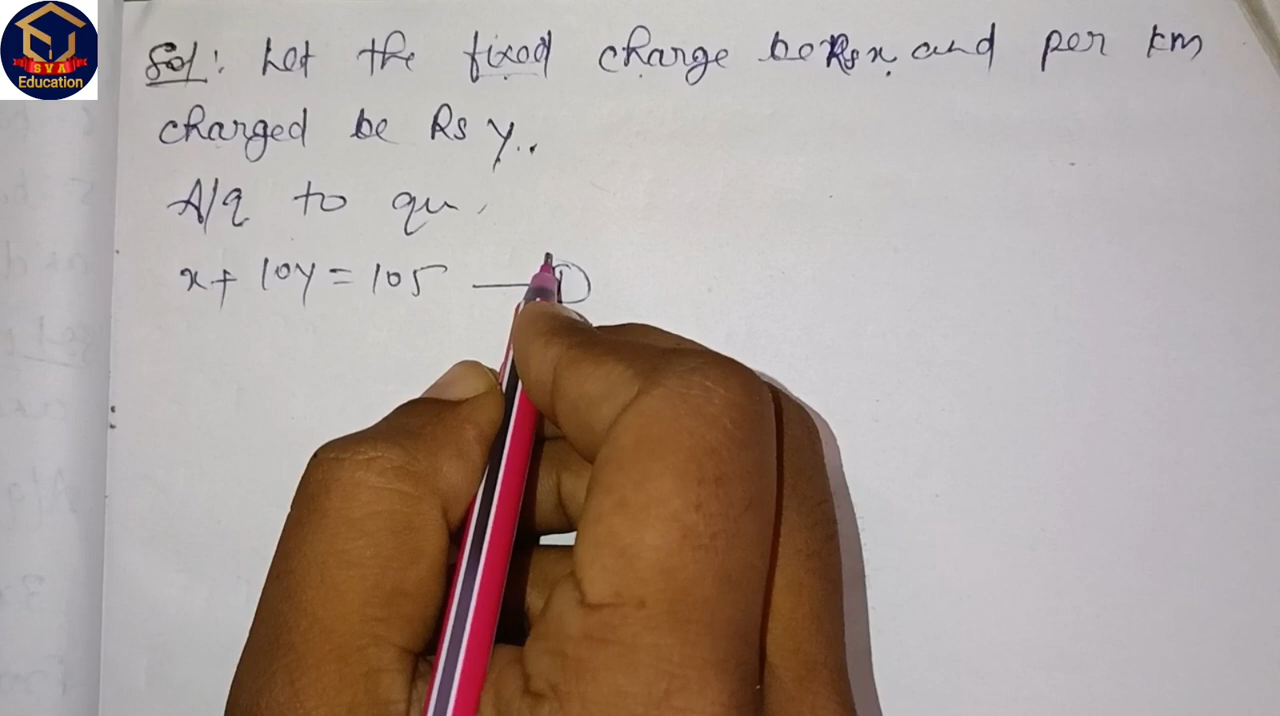 SVA
Education
Sol: Let the fixed charge be Rs x and per km
charged be Rs y.
A/q to qu.
x + 10y = 105 — ①